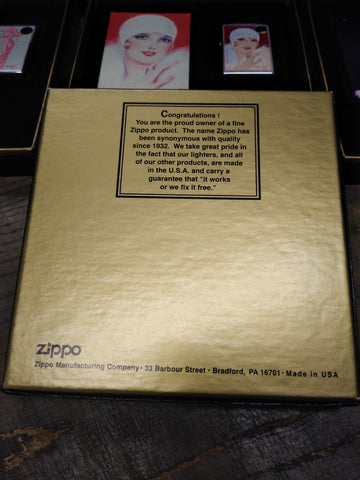 Congratulations !
You are the proud owner of a fine
Zippo product. The name Zippo has
been synonymous with quality
since 1932. We take great pride in
the fact that our lighters, and all
of our other products, are made
in the U.S.A. and carry a
guarantee that "it works
or we fix it free."
zippo
Zippo Manufacturing Company · 33 Barbour Street · Bradford, PA 16701 · Made in USA